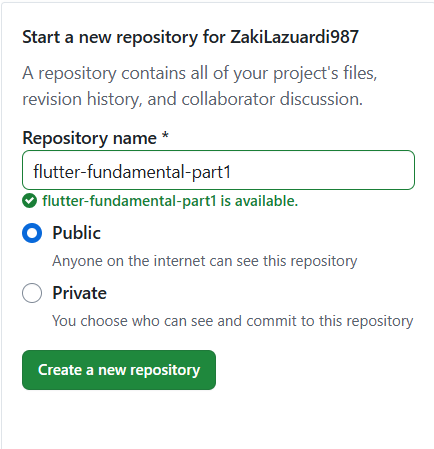 Start a new repository for ZakiLazuardi987
A repository contains all of your project's files,
revision history, and collaborator discussion.
Repository name *
flutter-fundamental-part1
flutter-fundamental-part1 is available.
Public
Anyone on the internet can see this repository
Private
You choose who can see and commit to this repository
Create a new repository